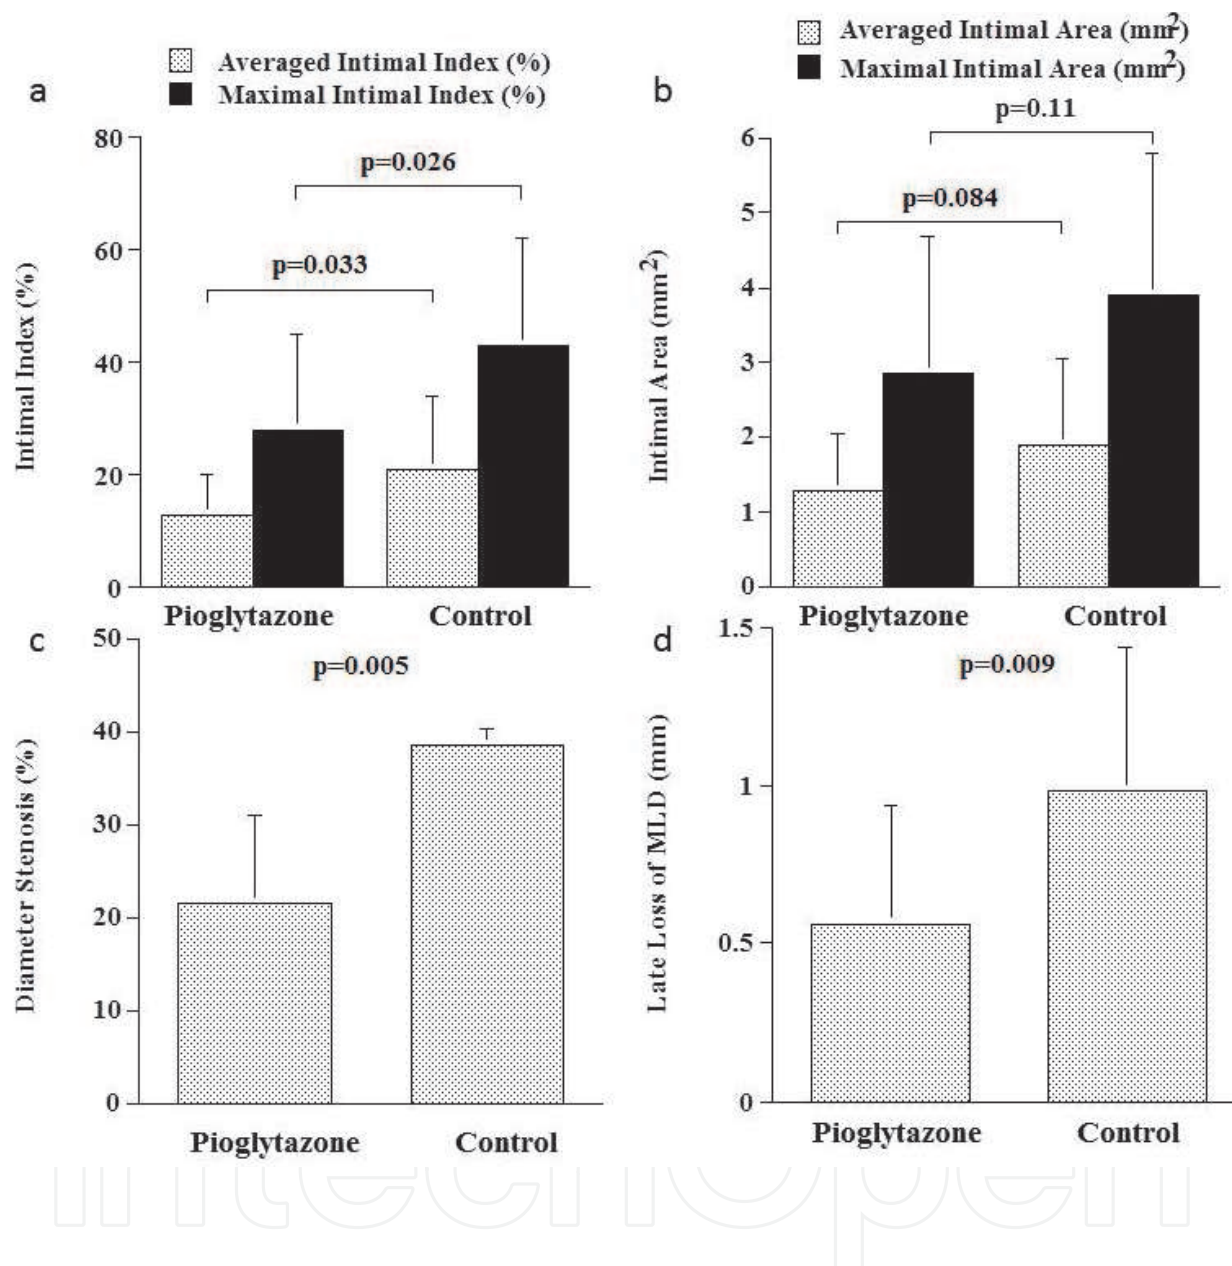 a
Averaged Intimal Index (%)
Maximal Intimal Index (%)
80
60
40
20
0
Intimal Index (%)
p=0.026
p=0.033
Pioglytazone Control
b
Averaged Intimal Area (mm²)
Maximal Intimal Area (mm²)
p=0.11
6
5
4
3
2
1
0
Intimal Area (mm²)
p=0.084
Pioglytazone Control
c
50
40
30
20
10
0
Diameter Stenosis (%)
p=0.005
Pioglytazone Control
d
1.5
1
0.5
0
Late Loss of MLD (mm)
p=0.009
Pioglytazone Control
intechopen